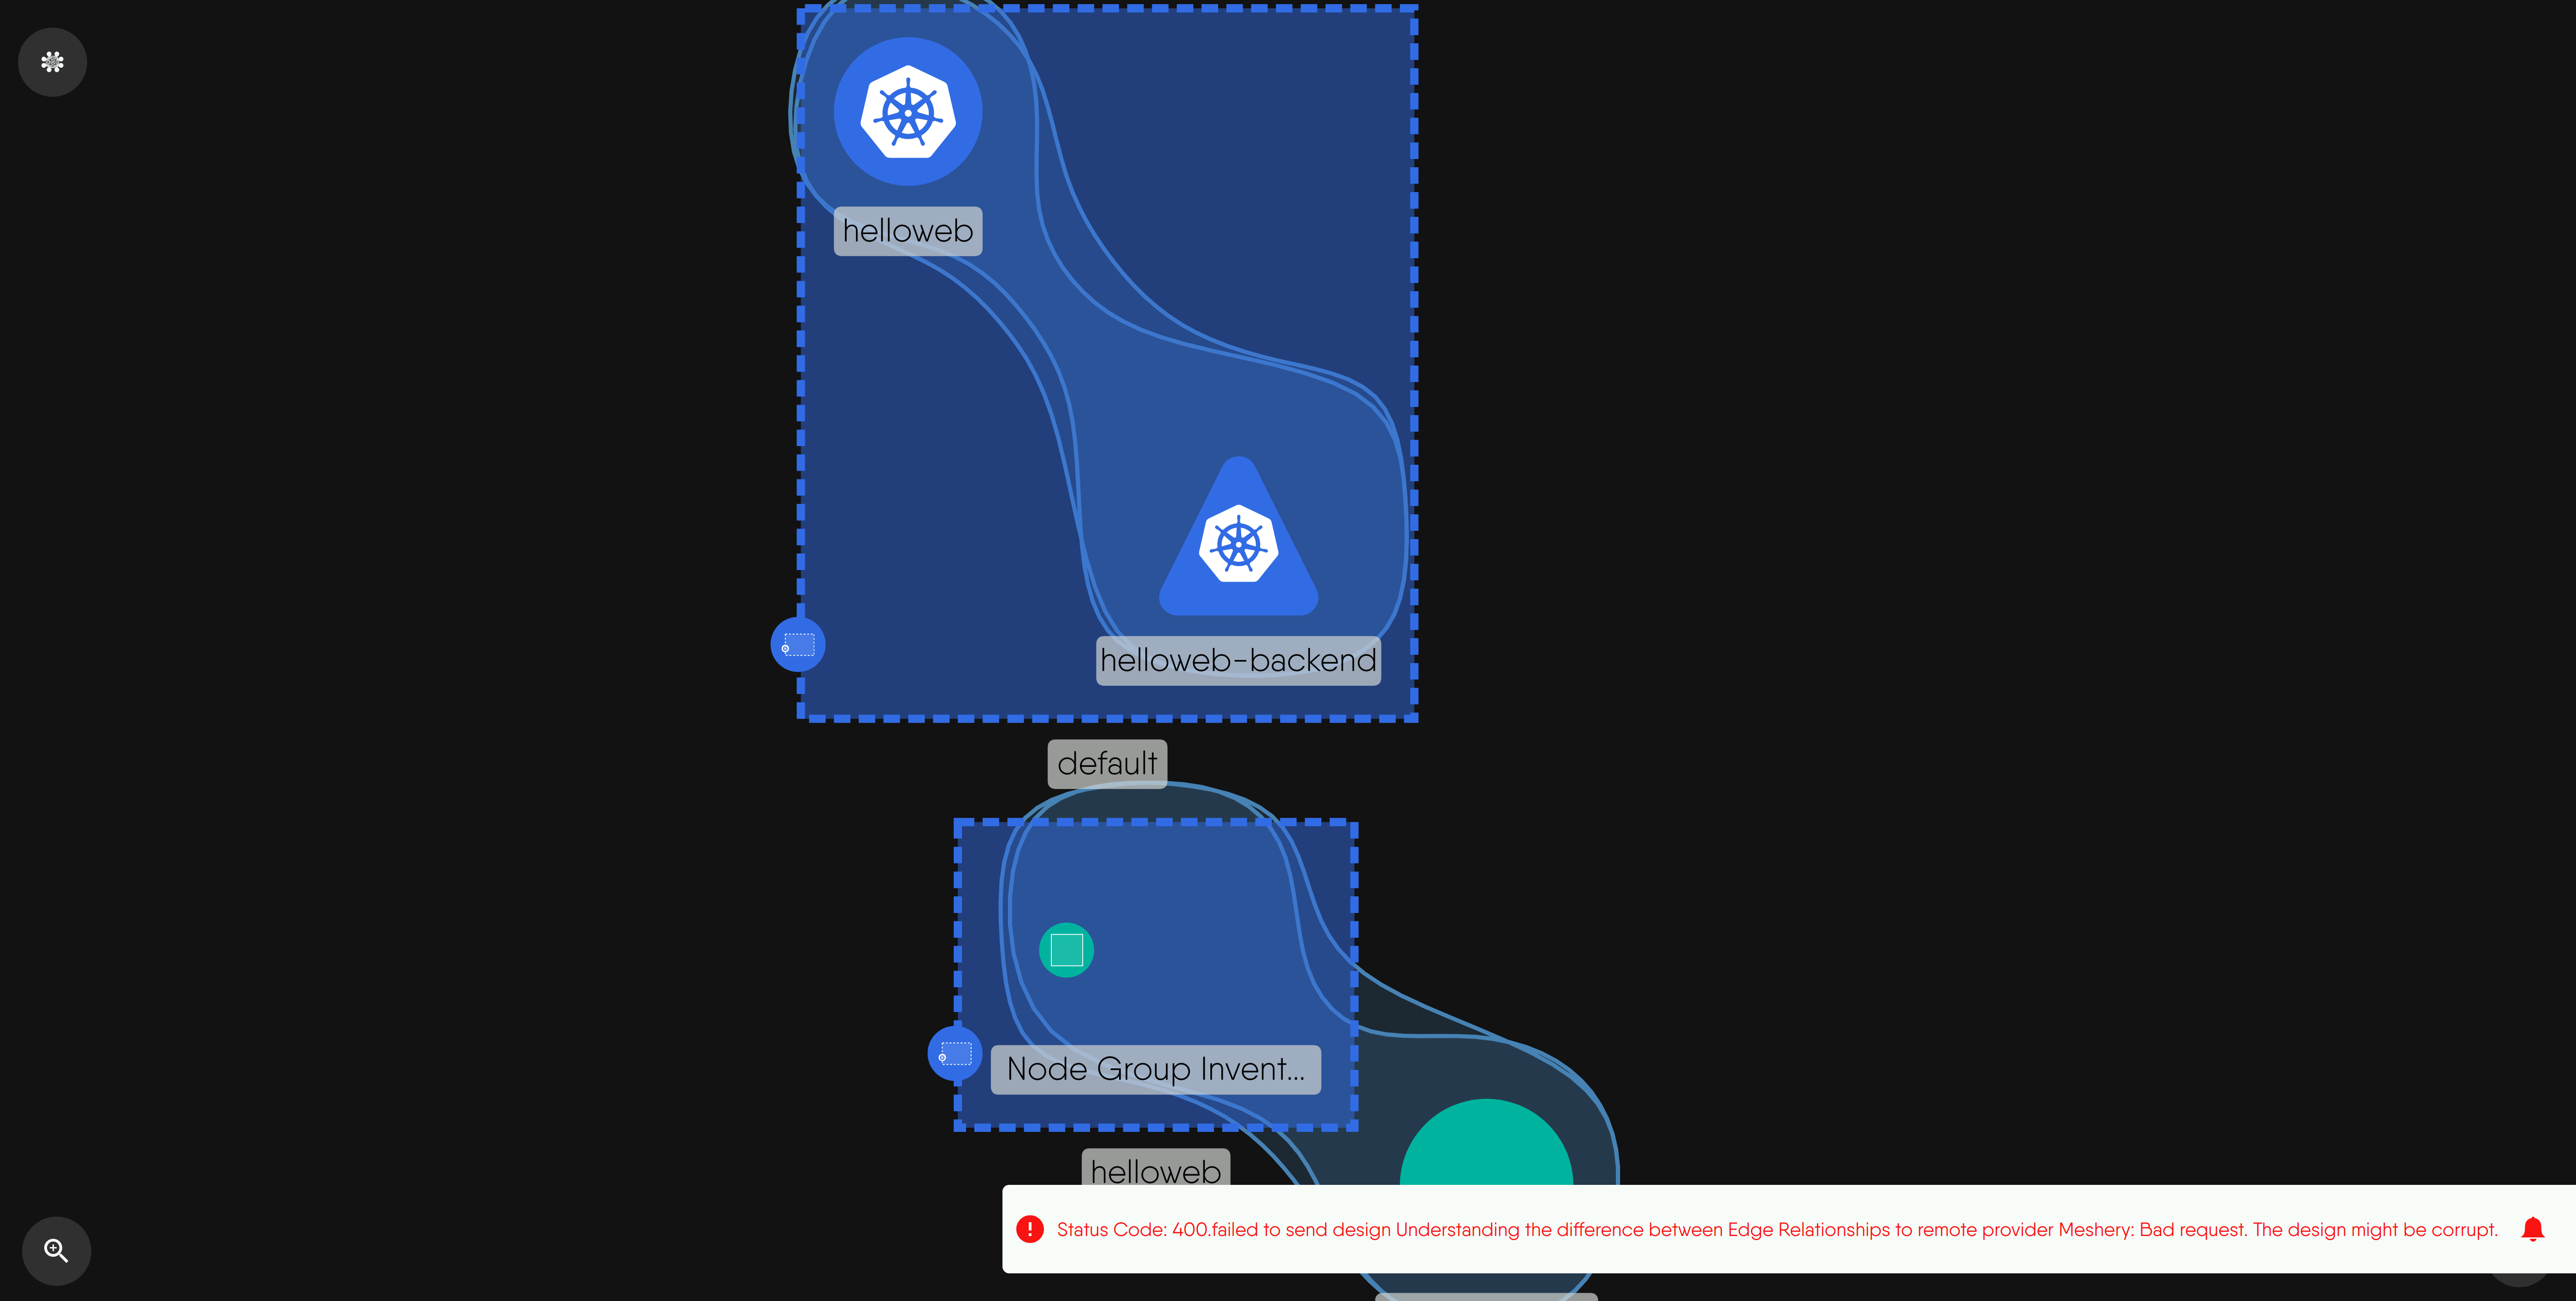 helloweb
helloweb-backend
default
Node Group Invent...
helloweb
Status Code: 400.failed to send design Understanding the difference between Edge Relationships to remote provider Meshery: Bad request. The design might be corrupt.